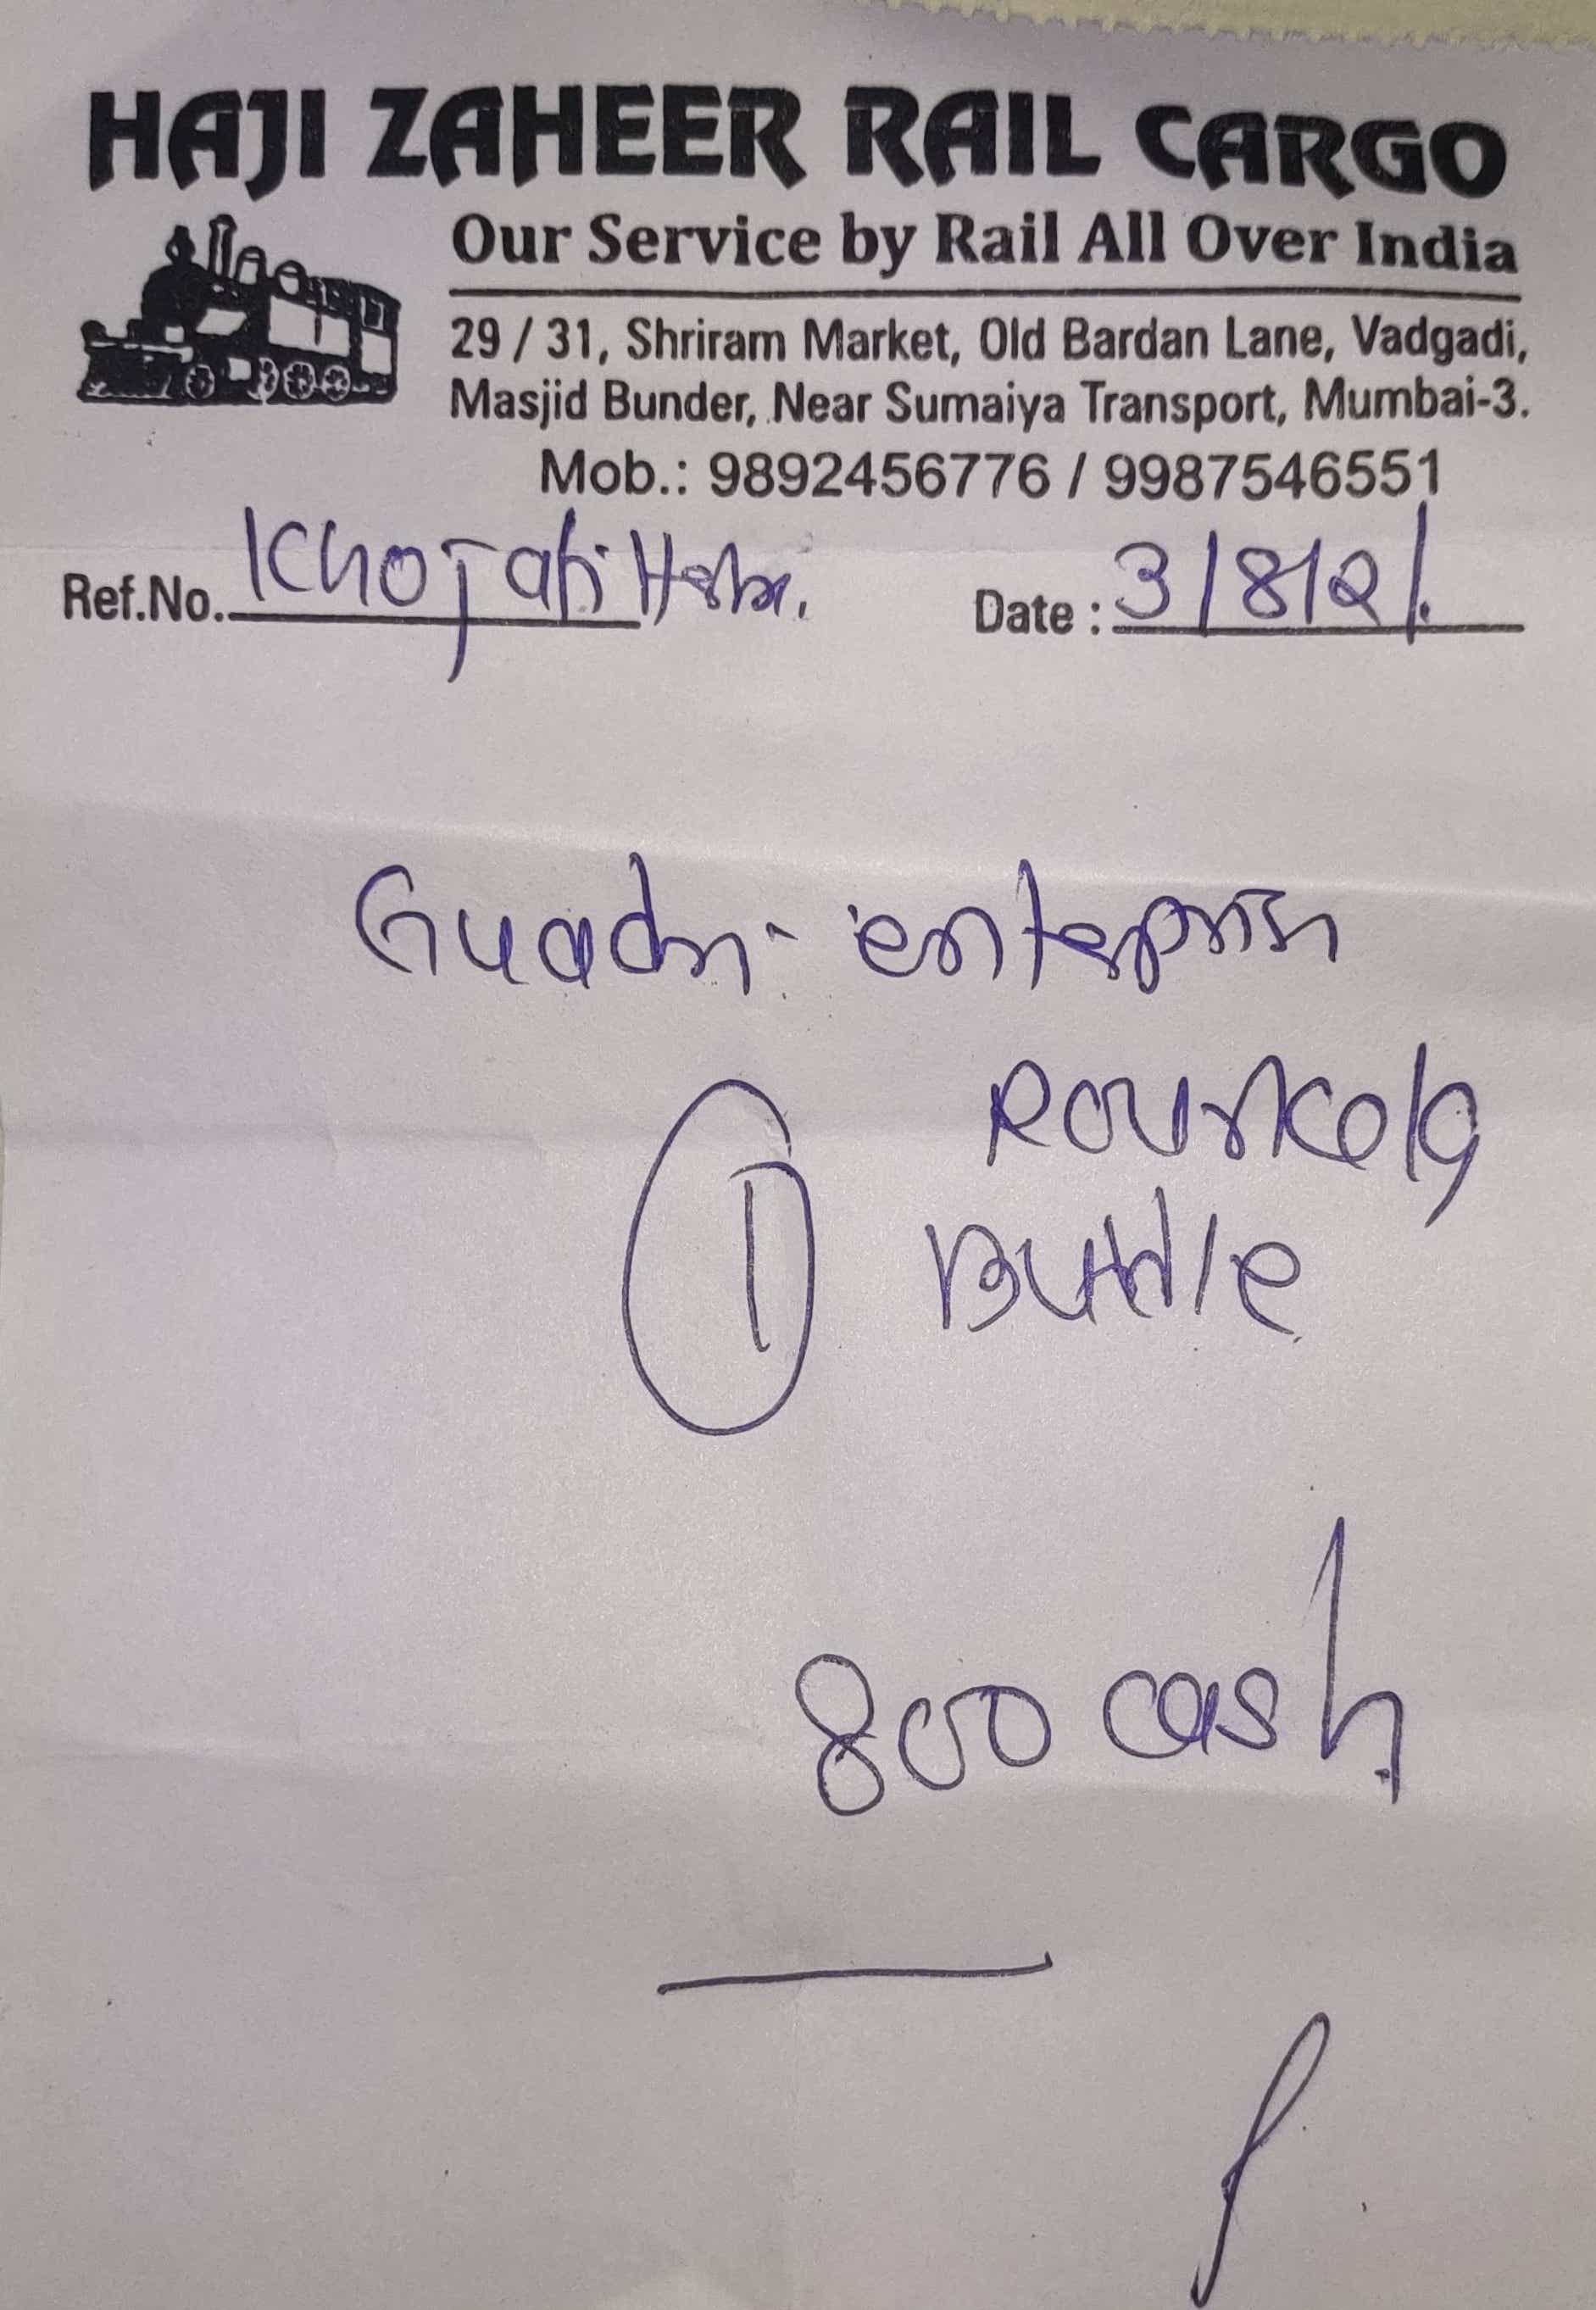 HAJI ZAHEER RAIL CARGO
Our Service by Rail All Over India
29 / 31, Shriram Market, Old Bardan Lane, Vadgadi,
Masjid Bunder, Near Sumaiya Transport, Mumbai-3.
Mob.: 9892456776 / 9987546551
Ref.No. Date : 3/8/21.
Rourkela
1 Bundle
800 cash